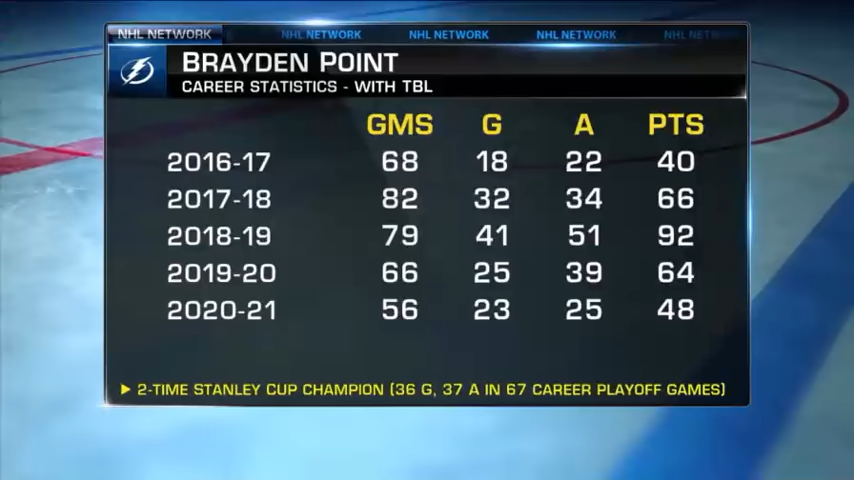 NHL NETWORK NHL NETWORK NHL NETWORK NHL NETWORK NHL NETWORK
BRAYDEN POINT
CAREER STATISTICS - WITH TBL
GMS G A PTS
2016-17 68 18 22 40
2017-18 82 32 34 66
2018-19 79 41 51 92
2019-20 66 25 39 64
2020-21 56 23 25 48
▶ 2-TIME STANLEY CUP CHAMPION (36 G, 37 A IN 67 CAREER PLAYOFF GAMES)